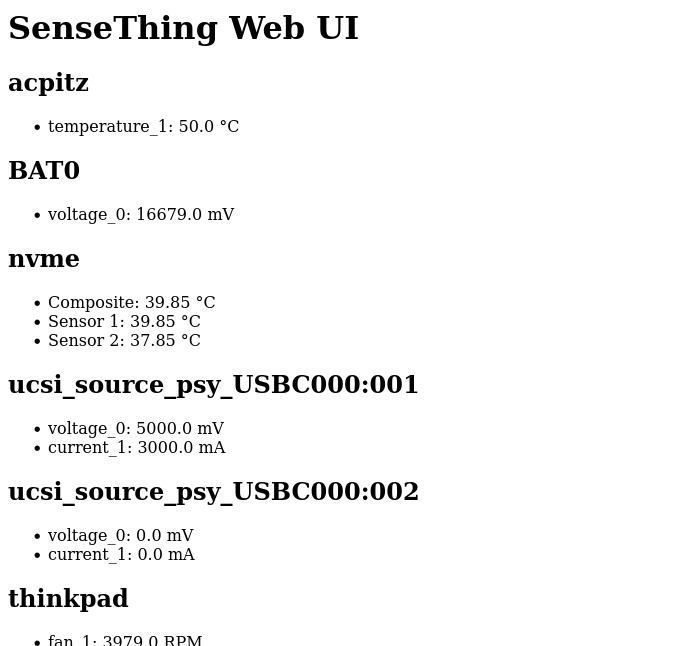 SenseThing Web UI
acpitz
• temperature_1: 50.0 °C
BAT0
• voltage_0: 16679.0 mV
nvme
• Composite: 39.85 °C
• Sensor 1: 39.85 °C
• Sensor 2: 37.85 °C
ucsi_source_psy_USBC000:001
• voltage_0: 5000.0 mV
• current_1: 3000.0 mA
ucsi_source_psy_USBC000:002
• voltage_0: 0.0 mV
• current_1: 0.0 mA
thinkpad
• fan_1: 3979.0 RPM